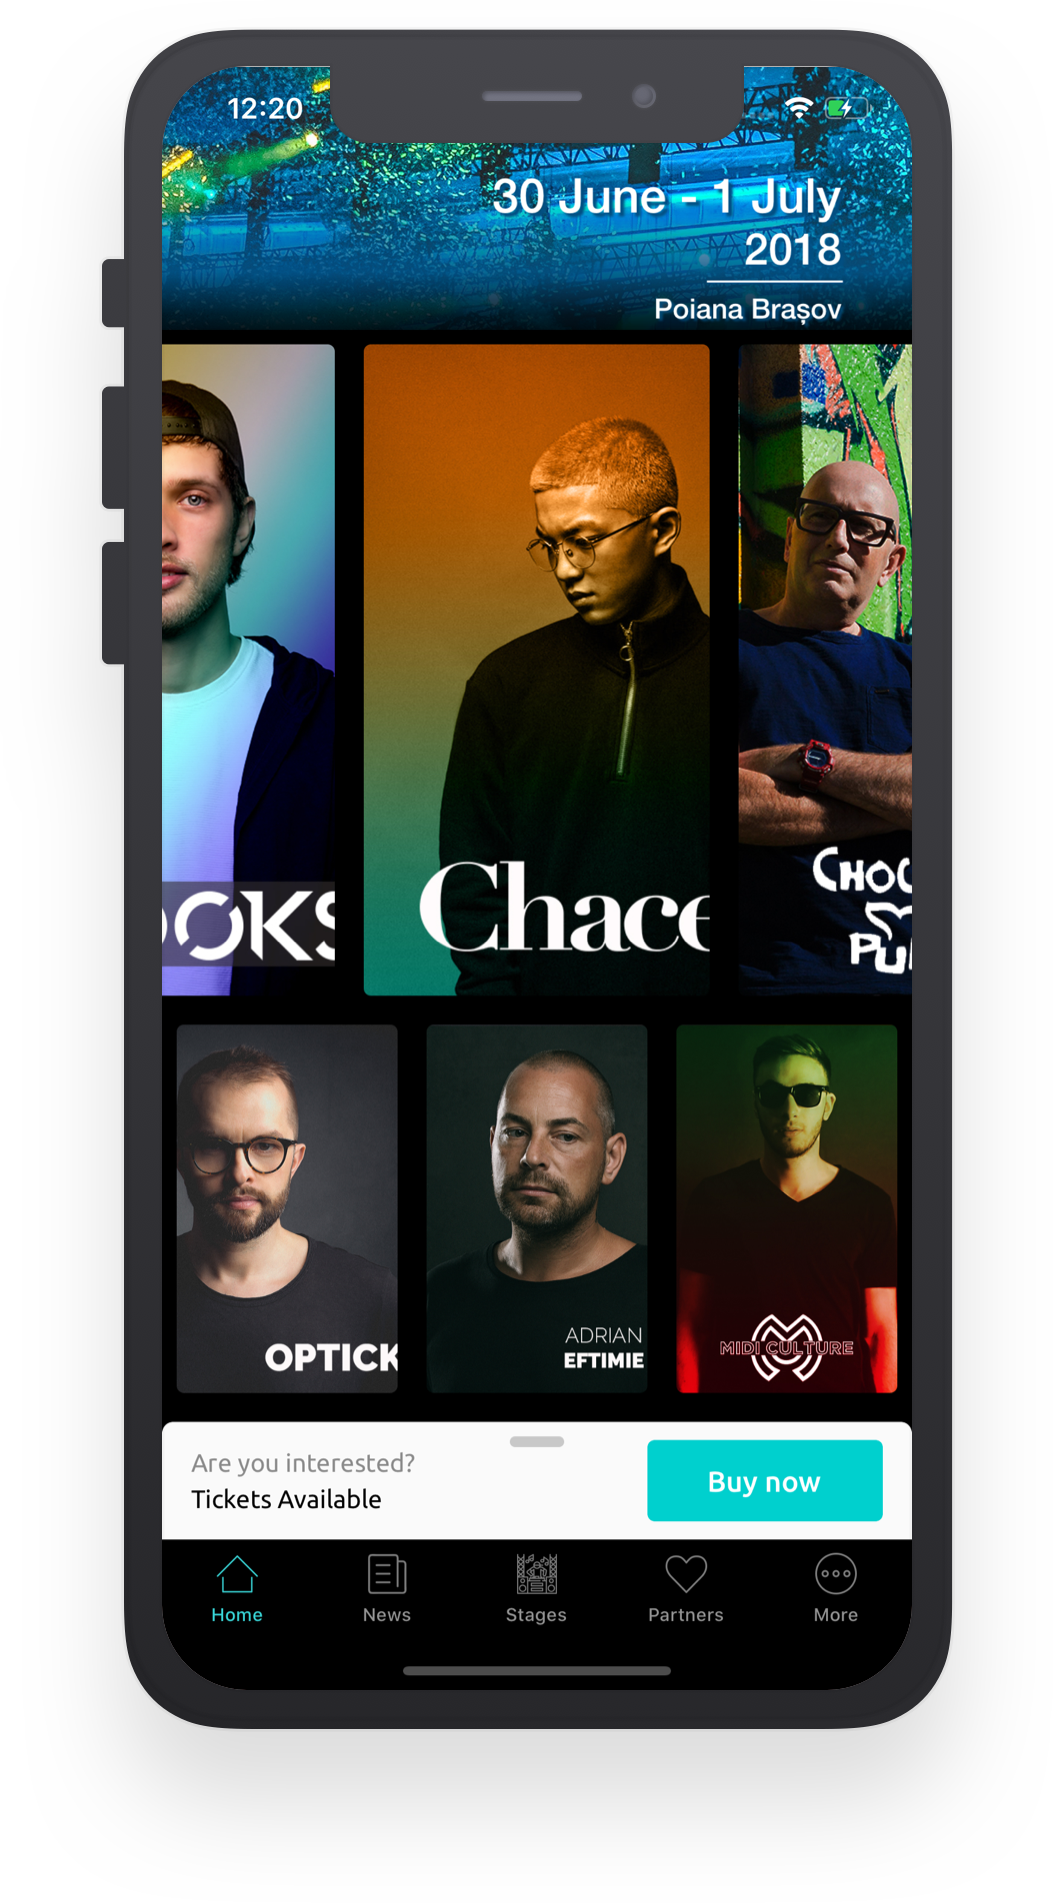 12:20
30 June - 1 July
2018
Poiana Brașov
OKS
Chace
CHOC
PU
OPTICK
ADRIAN
EFTIMIE
MIDI CULTURE
Are you interested?
Tickets Available
Buy now
Home
News
Stages
Partners
More